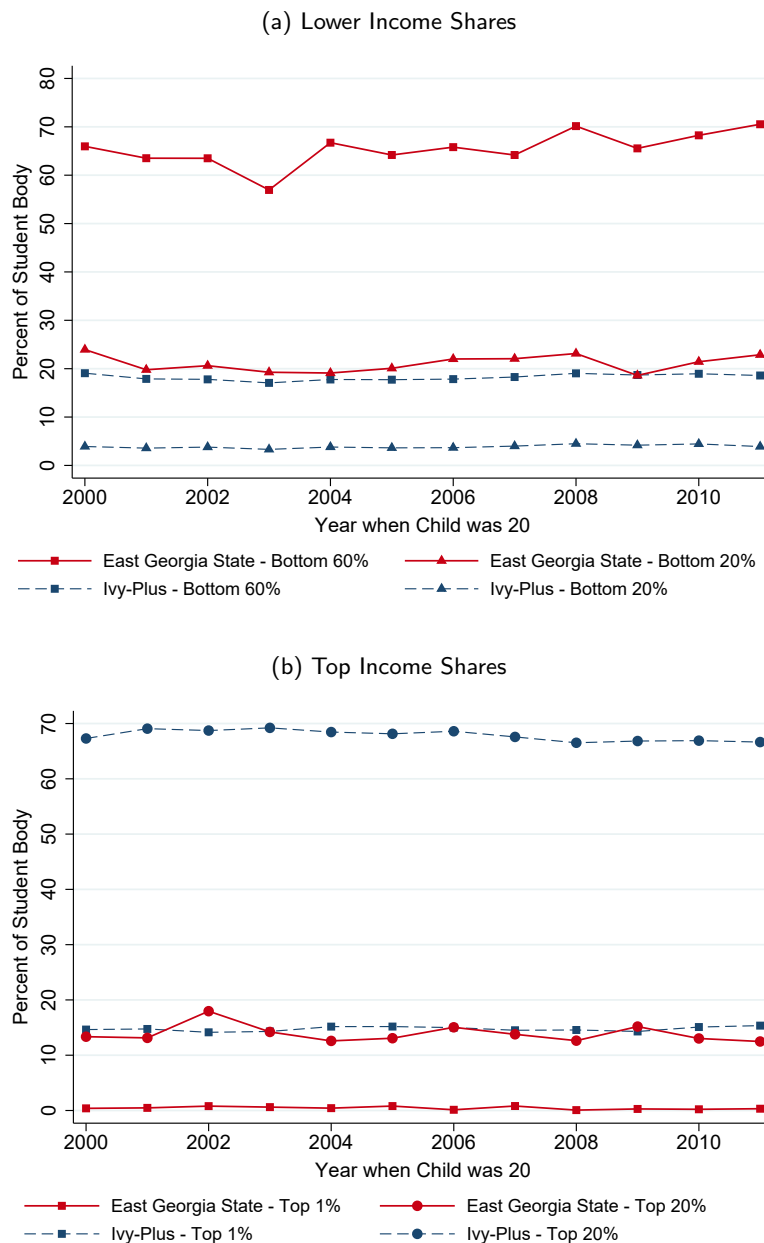 (a) Lower Income Shares
80
70
60
50
40
30
20
10
0
Percent of Student Body
2000 2002 2004 2006 2008 2010
Year when Child was 20
East Georgia State - Bottom 60% East Georgia State - Bottom 20%
Ivy-Plus - Bottom 60% Ivy-Plus - Bottom 20%
(b) Top Income Shares
70
60
50
40
30
20
10
0
Percent of Student Body
2000 2002 2004 2006 2008 2010
Year when Child was 20
East Georgia State - Top 1% East Georgia State - Top 20%
Ivy-Plus - Top 1% Ivy-Plus - Top 20%